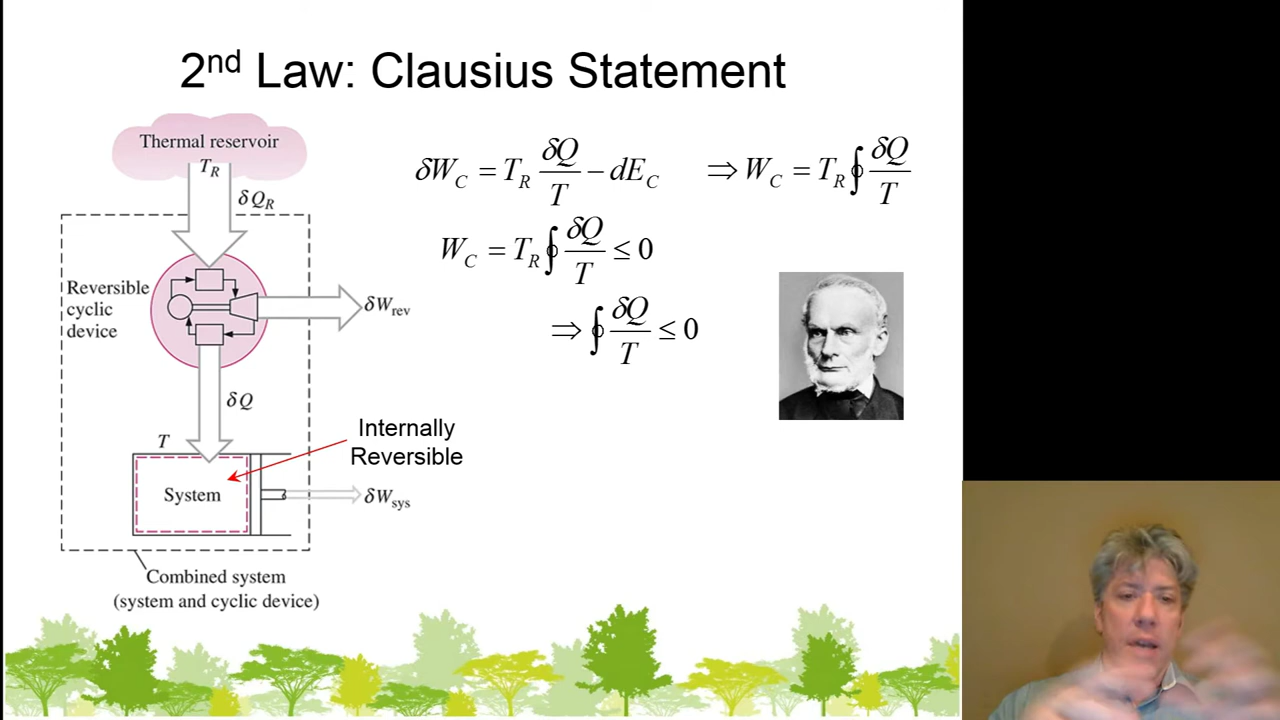 2nd Law: Clausius Statement
Thermal reservoir
T_R
δQ_R
Reversible
cyclic
device
δW_rev
δQ
T
System
δW_sys
Combined system
(system and cyclic device)
Internally
Reversible
δW_C = T_R δQ/T − dE_C ⇒ W_C = T_R ∮ δQ/T
W_C = T_R ∮ δQ/T ≤ 0
⇒ ∮ δQ/T ≤ 0